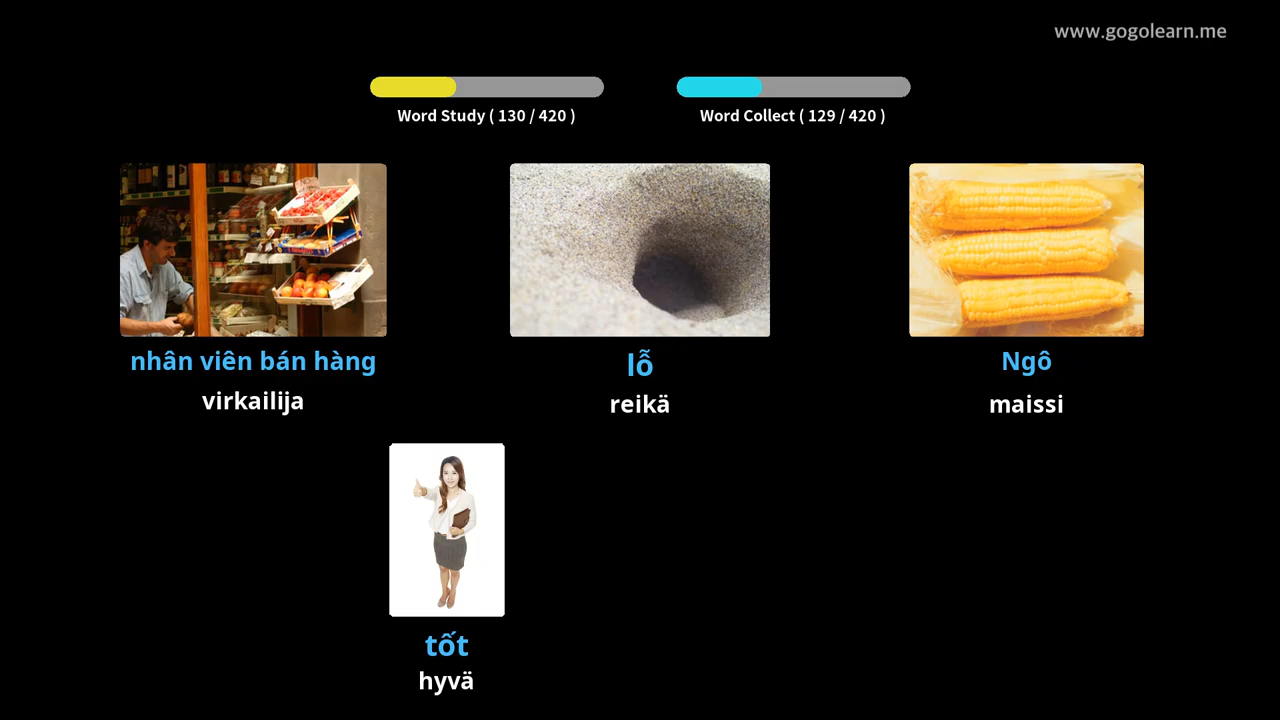 www.gogolearn.me
Word Study ( 130 / 420 )
Word Collect ( 129 / 420 )
nhân viên bán hàng
virkailija
lỗ
reikä
Ngô
maissi
tốt
hyvä